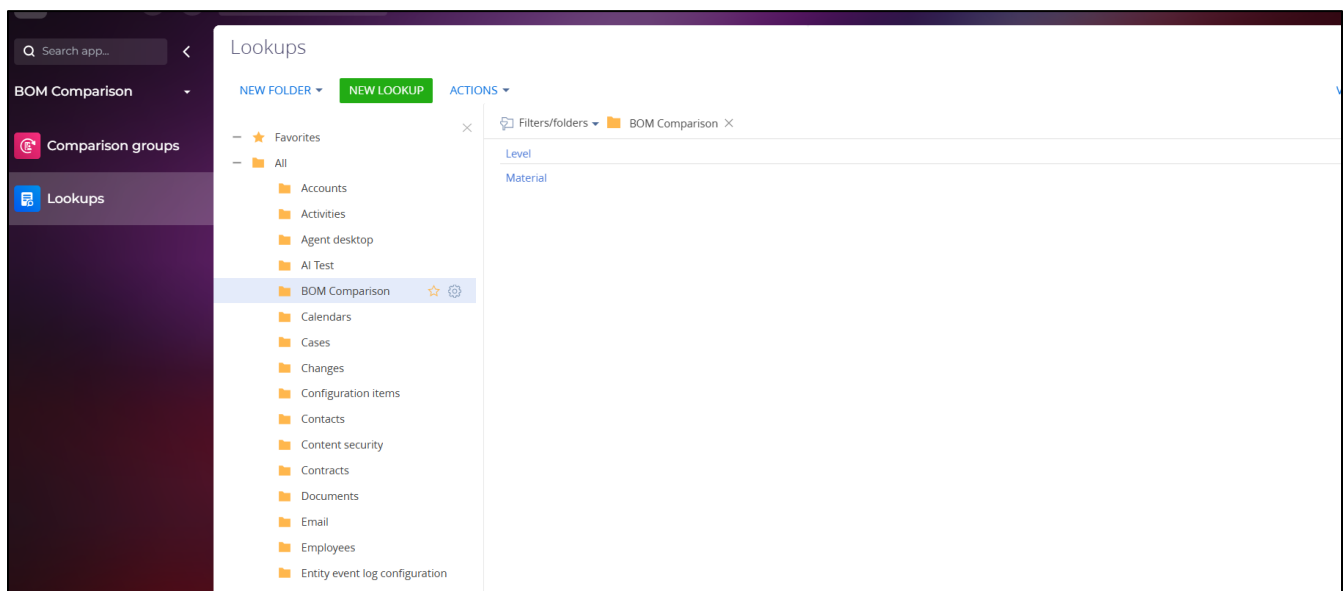 Search app...
BOM Comparison
Comparison groups
Lookups
Lookups
NEW FOLDER
NEW LOOKUP
ACTIONS
Favorites
All
Accounts
Activities
Agent desktop
AI Test
BOM Comparison
Calendars
Cases
Changes
Configuration items
Contacts
Content security
Contracts
Documents
Email
Employees
Entity event log configuration
Filters/folders
BOM Comparison
Level
Material